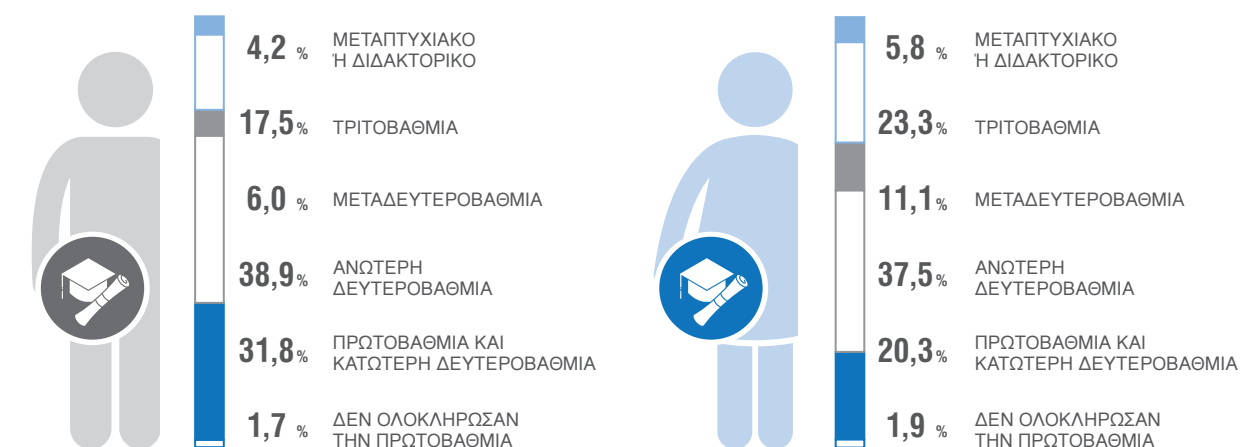 4,2 % ΜΕΤΑΠΤΥΧΙΑΚΟ
Ή ΔΙΔΑΚΤΟΡΙΚΟ
17,5% ΤΡΙΤΟΒΑΘΜΙΑ
6,0 % ΜΕΤΑΔΕΥΤΕΡΟΒΑΘΜΙΑ
38,9% ΑΝΩΤΕΡΗ
ΔΕΥΤΕΡΟΒΑΘΜΙΑ
31,8% ΠΡΩΤΟΒΑΘΜΙΑ ΚΑΙ
ΚΑΤΩΤΕΡΗ ΔΕΥΤΕΡΟΒΑΘΜΙΑ
1,7 % ΔΕΝ ΟΛΟΚΛΗΡΩΣΑΝ
ΤΗΝ ΠΡΩΤΟΒΑΘΜΙΑ
5,8 % ΜΕΤΑΠΤΥΧΙΑΚΟ
Ή ΔΙΔΑΚΤΟΡΙΚΟ
23,3% ΤΡΙΤΟΒΑΘΜΙΑ
11,1% ΜΕΤΑΔΕΥΤΕΡΟΒΑΘΜΙΑ
37,5% ΑΝΩΤΕΡΗ
ΔΕΥΤΕΡΟΒΑΘΜΙΑ
20,3% ΠΡΩΤΟΒΑΘΜΙΑ ΚΑΙ
ΚΑΤΩΤΕΡΗ ΔΕΥΤΕΡΟΒΑΘΜΙΑ
1,9 % ΔΕΝ ΟΛΟΚΛΗΡΩΣΑΝ
ΤΗΝ ΠΡΩΤΟΒΑΘΜΙΑ